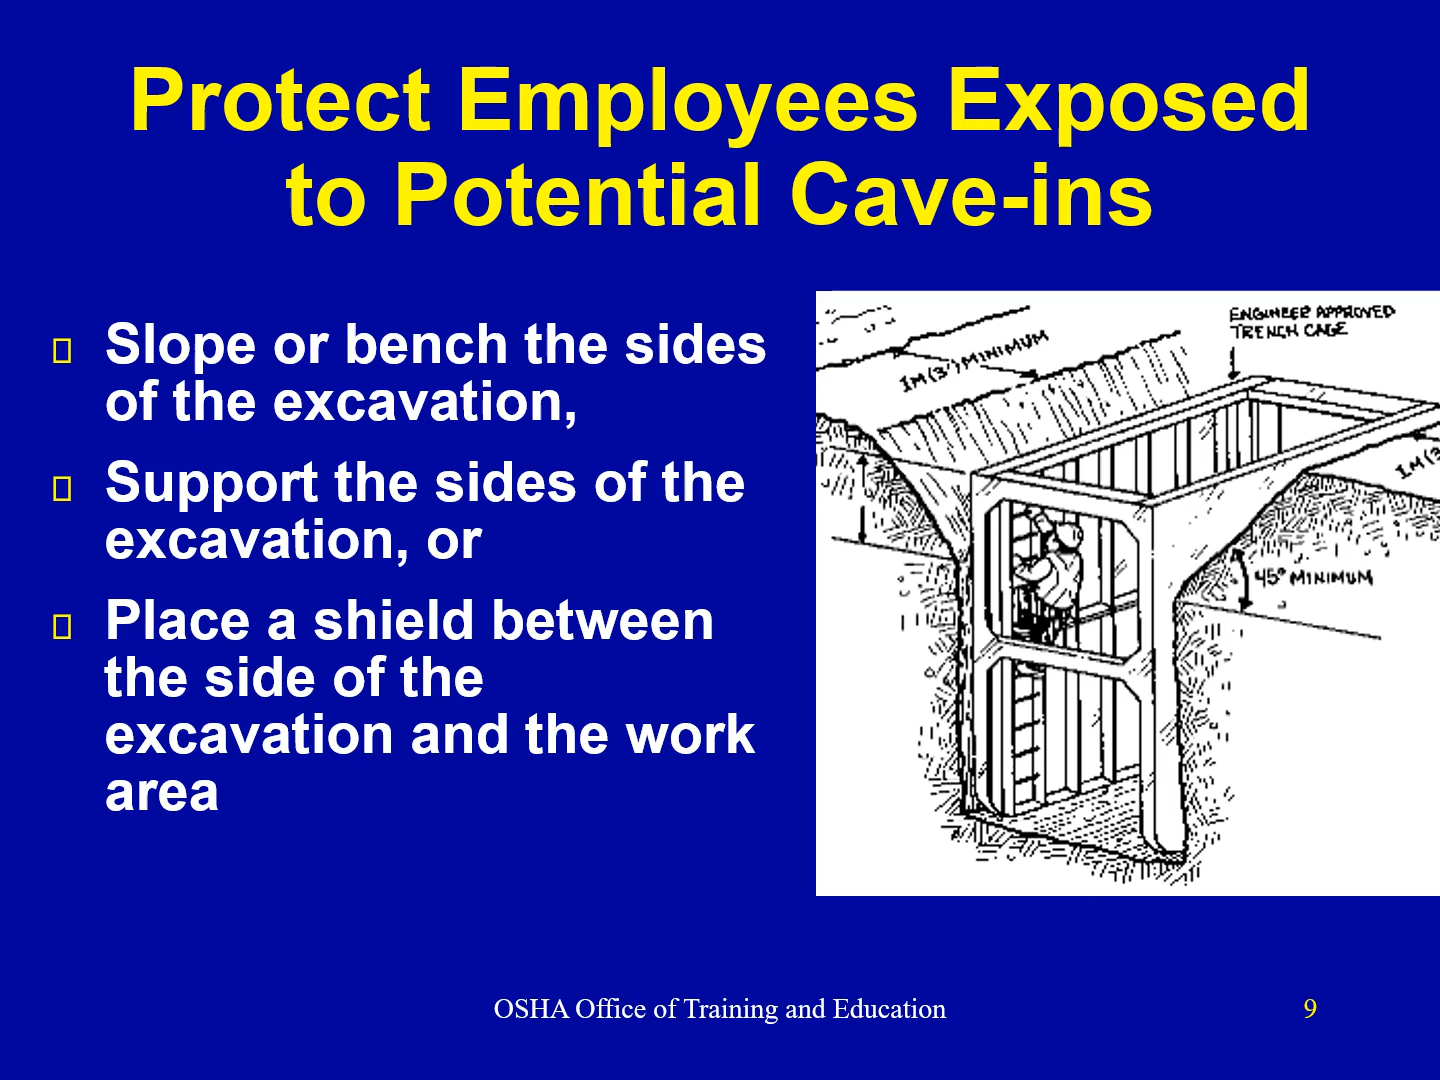 Protect Employees Exposed
to Potential Cave-ins
Slope or bench the sides
of the excavation,
Support the sides of the
excavation, or
Place a shield between
the side of the
excavation and the work
area
ENGINEER APPROVED
TRENCH CAGE
1M (3') MINIMUM
1M (3
45° MINIMUM
OSHA Office of Training and Education
9